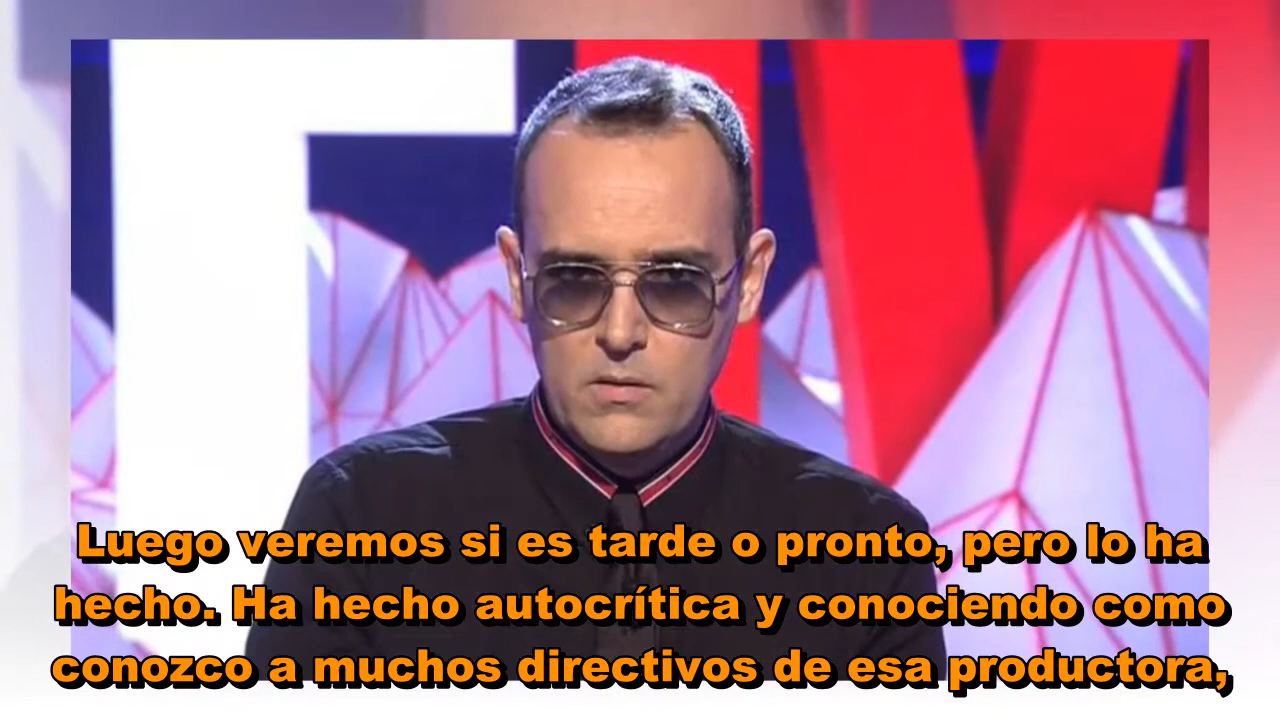 Luego veremos si es tarde o pronto, pero lo ha
hecho. Ha hecho autocrítica y conociendo como
conozco a muchos directivos de esa productora,